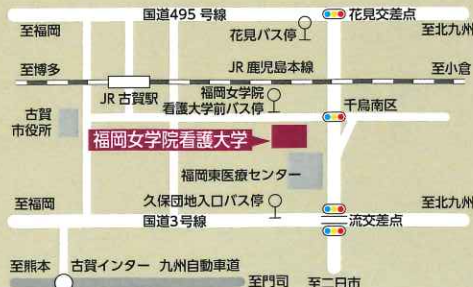 国道495号線
花見交差点
至福岡
花見バス停
至北九州
至博多
JR鹿児島本線
至小倉
JR古賀駅
福岡女学院
看護大学前バス停
千鳥南区
古賀
市役所
福岡女学院看護大学
福岡東医療センター
至福岡
久保団地入口バス停
至北九州
国道3号線
流交差点
至熊本
古賀インター
九州自動車道
至門司
至二日市